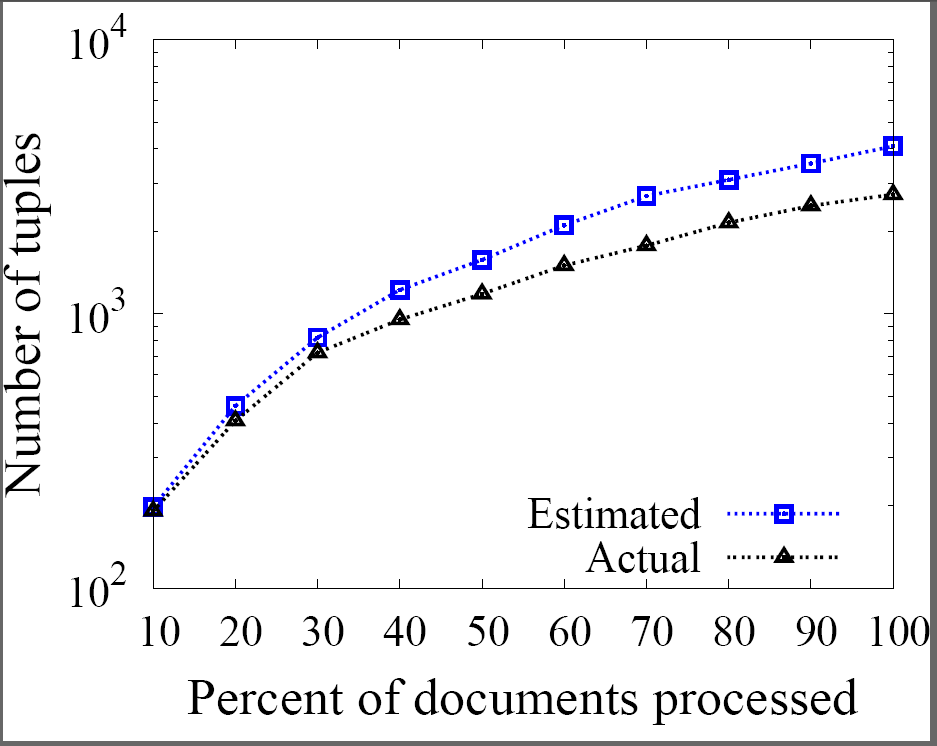 10^4
10^3
10^2
Number of tuples
Estimated
Actual
10 20 30 40 50 60 70 80 90 100
Percent of documents processed